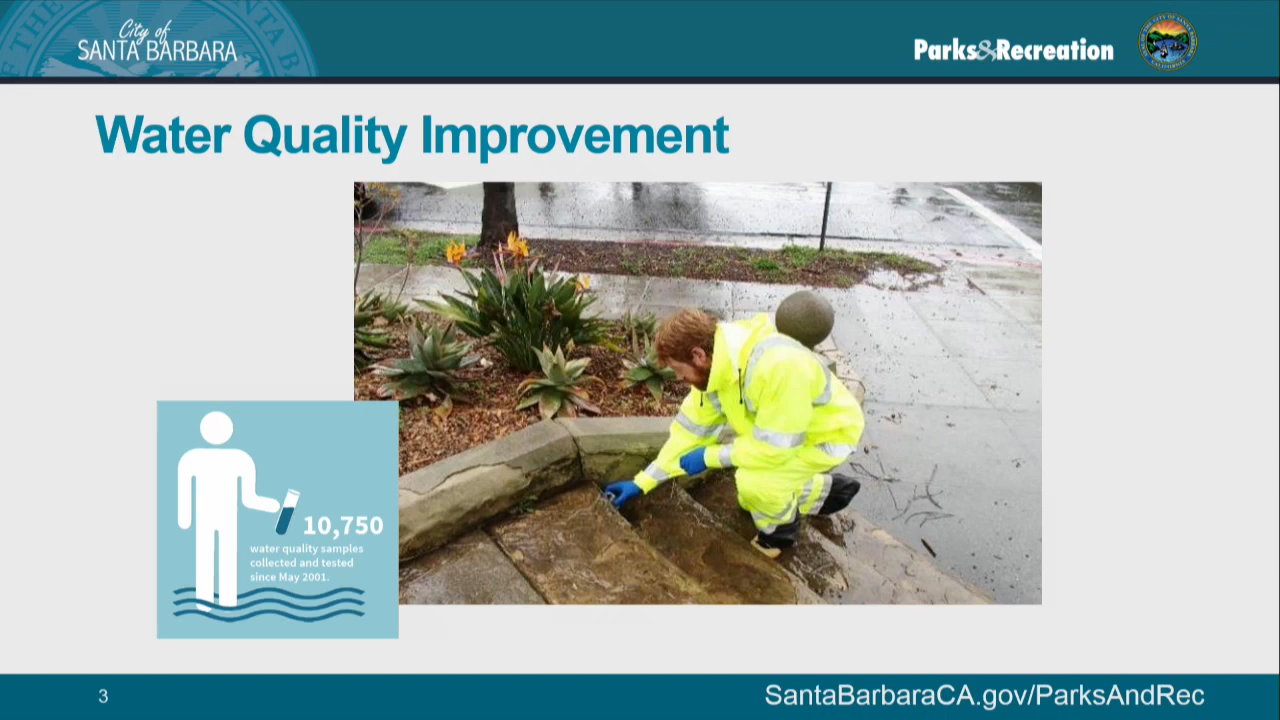 City of
SANTA BARBARA
Parks&Recreation
Water Quality Improvement
10,750
water quality samples
collected and tested
since May 2001.
3
SantaBarbaraCA.gov/ParksAndRec